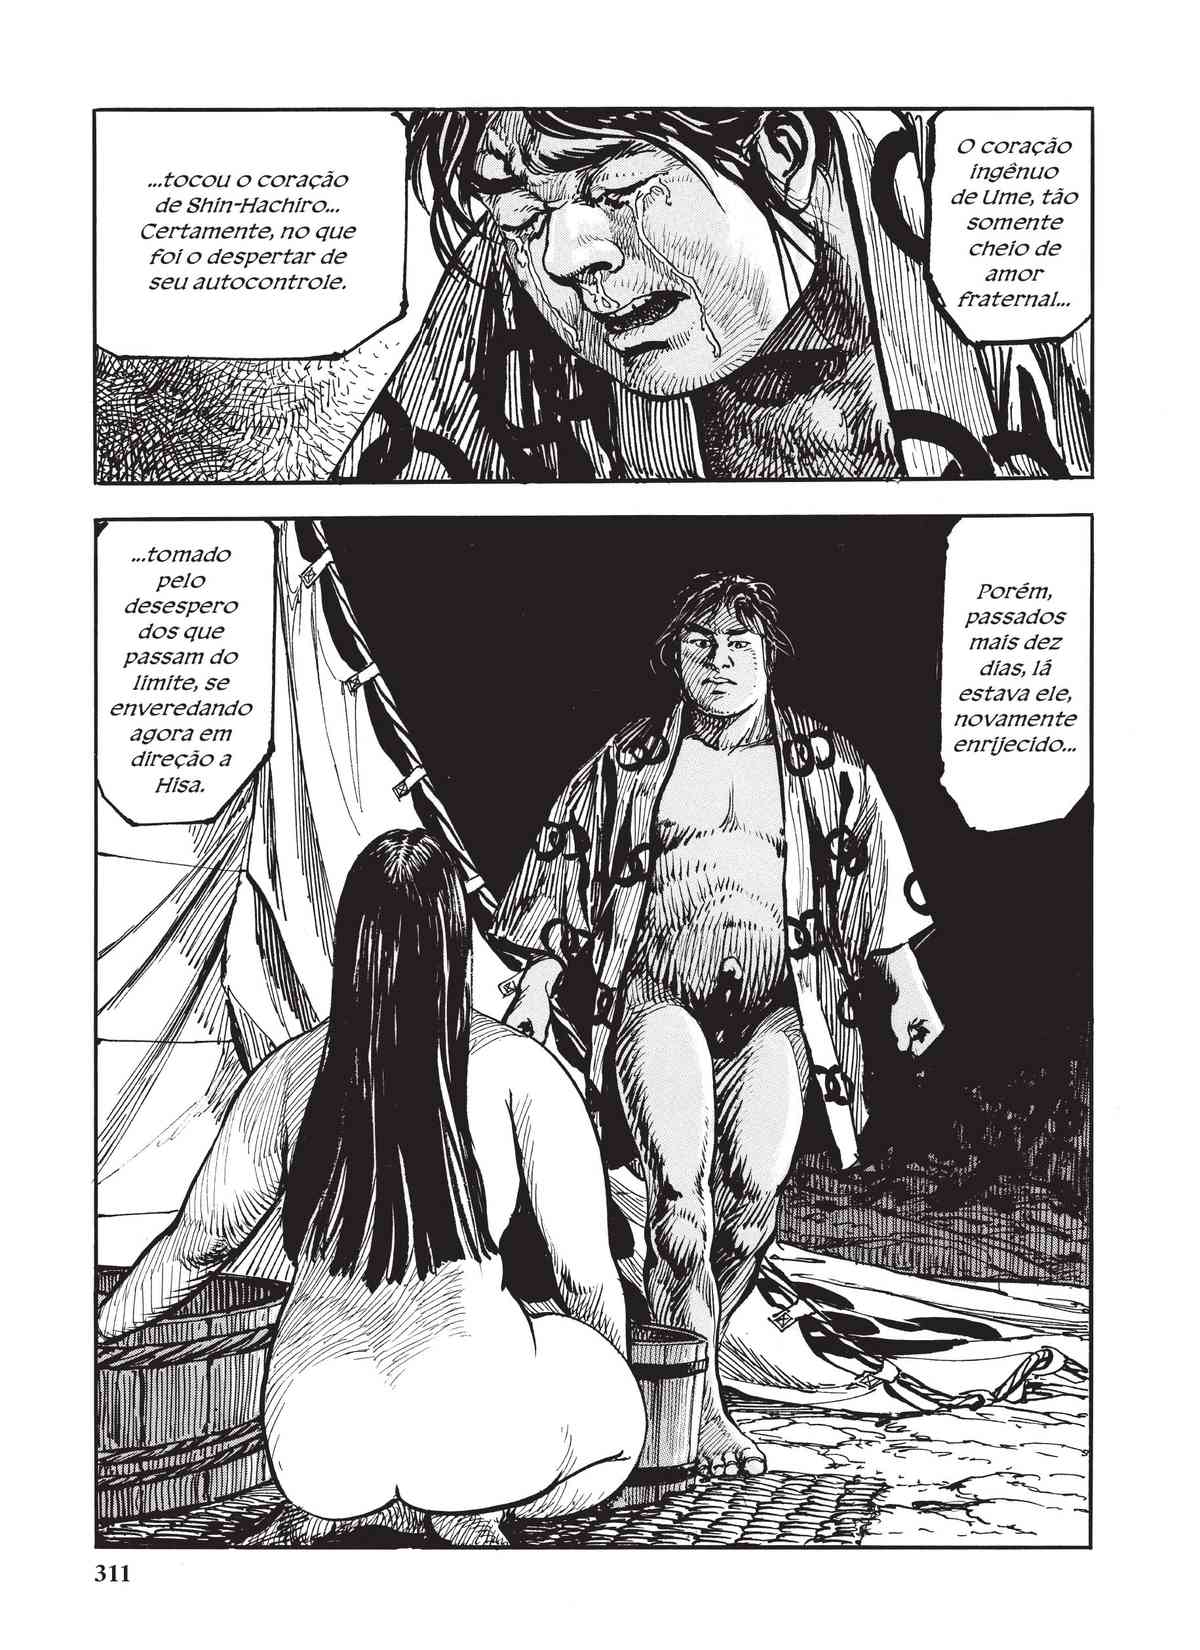 O coração
ingênuo
de Ume, tão
somente
cheio de
amor
fraternal...
...tocou o coração
de Shin-Hachiro...
Certamente, no que
foi o despertar de
seu autocontrole.
Porém,
passados
mais dez
dias, lá
estava ele,
novamente
enrijecido...
...tomado
pelo
desespero
dos que
passam do
limite, se
enveredando
agora em
direção a
Hisa.
311